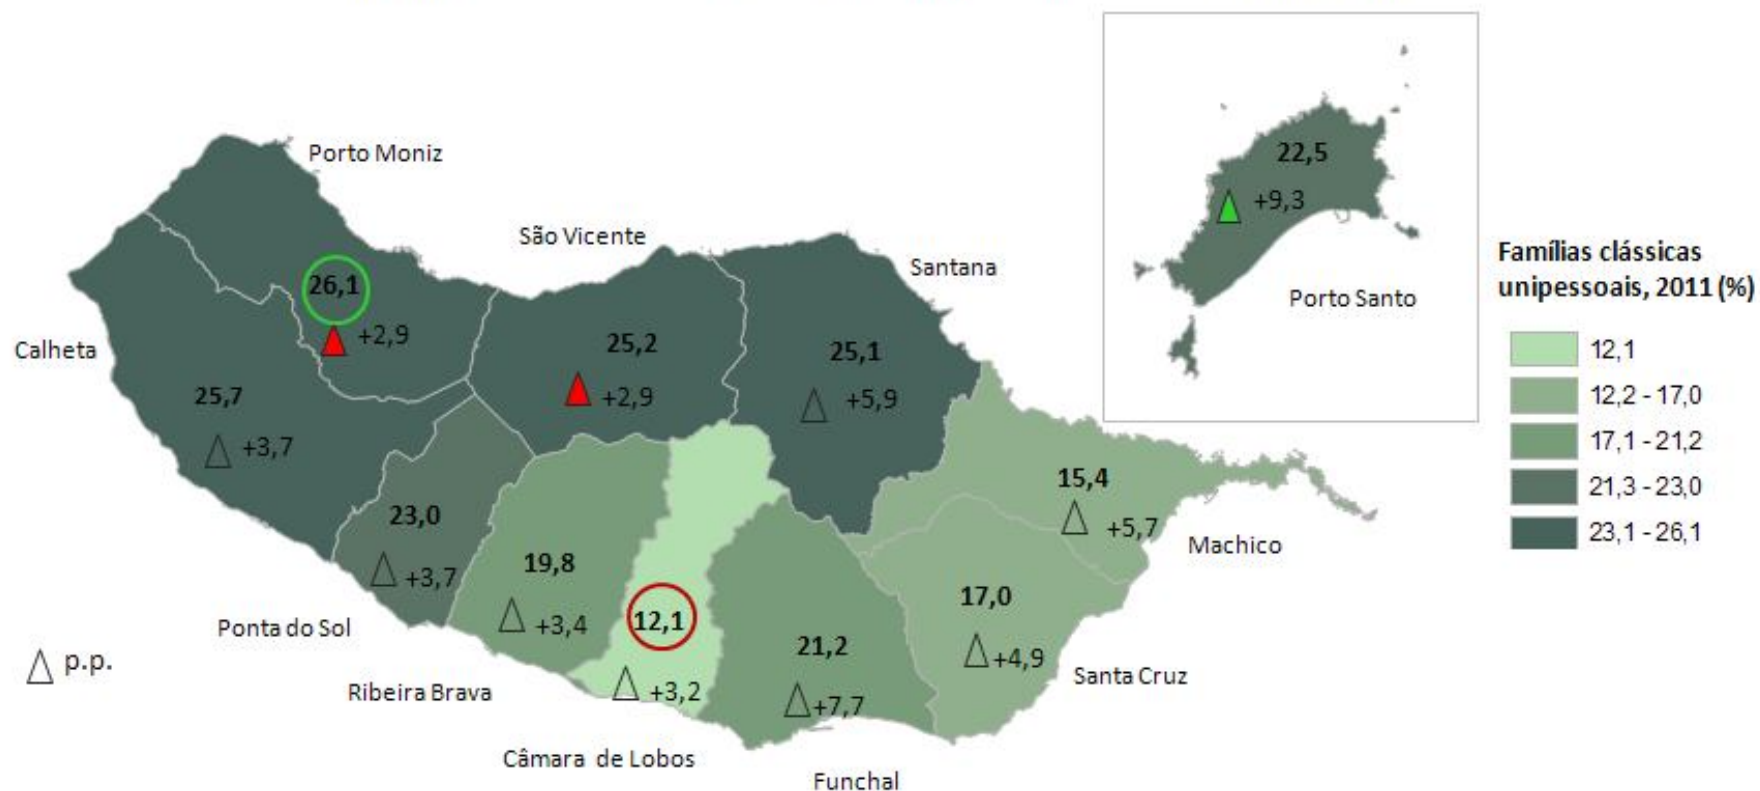 Porto Moniz
26,1
+2,9
São Vicente
25,2
+2,9
Santana
25,1
+5,9
Calheta
25,7
+3,7
23,0
+3,7
Ponta do Sol
19,8
+3,4
Ribeira Brava
12,1
+3,2
Câmara de Lobos
21,2
+7,7
Funchal
17,0
+4,9
Santa Cruz
15,4
+5,7
Machico
22,5
+9,3
Porto Santo
p.p.
Famílias clássicas
unipessoais, 2011 (%)
12,1
12,2 - 17,0
17,1 - 21,2
21,3 - 23,0
23,1 - 26,1